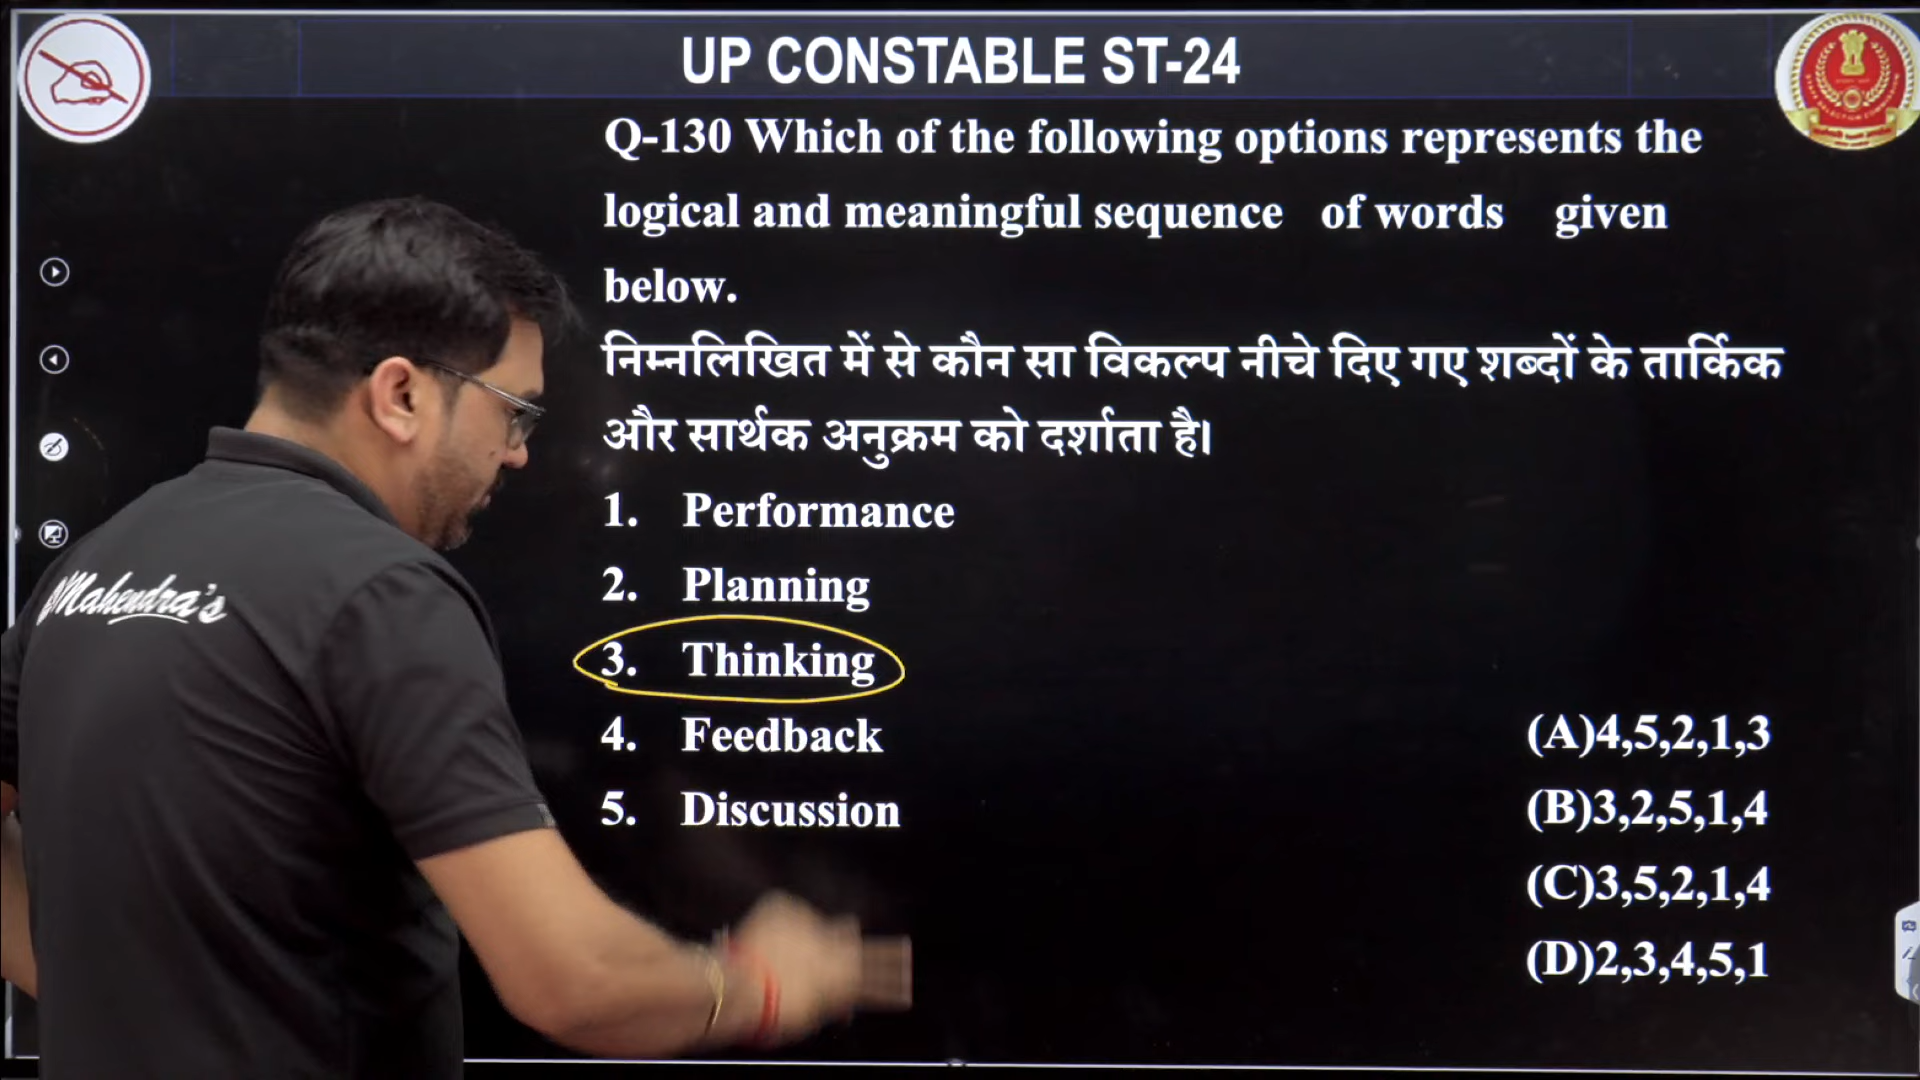 UP CONSTABLE ST-24
Q-130 Which of the following options represents the
logical and meaningful sequence of words given
below.
निम्नलिखित में से कौन सा विकल्प नीचे दिए गए शब्दों के तार्किक
और सार्थक अनुक्रम को दर्शाता है।
1. Performance
2. Planning
3. Thinking
4. Feedback
5. Discussion
(A)4,5,2,1,3
(B)3,2,5,1,4
(C)3,5,2,1,4
(D)2,3,4,5,1
Mahendra's